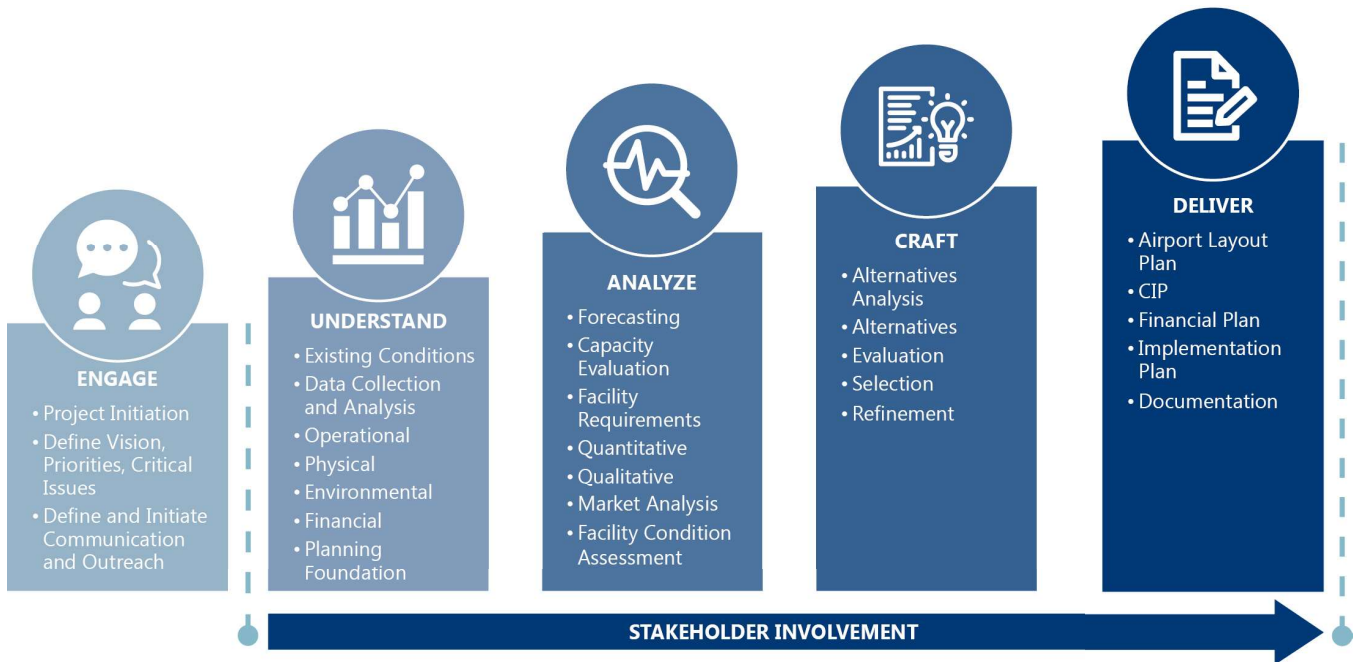 ENGAGE
• Project Initiation
• Define Vision,
Priorities, Critical
Issues
• Define and Initiate
Communication
and Outreach
UNDERSTAND
• Existing Conditions
• Data Collection
and Analysis
• Operational
• Physical
• Environmental
• Financial
• Planning
Foundation
ANALYZE
• Forecasting
• Capacity
Evaluation
• Facility
Requirements
• Quantitative
• Qualitative
• Market Analysis
• Facility Condition
Assessment
CRAFT
• Alternatives
Analysis
• Alternatives
• Evaluation
• Selection
• Refinement
DELIVER
• Airport Layout
Plan
• CIP
• Financial Plan
• Implementation
Plan
• Documentation
STAKEHOLDER INVOLVEMENT